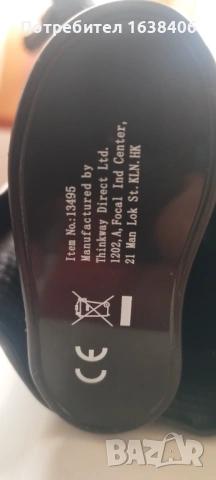 Потребител 1638406
Item No.:13495
Manufactured by
Thinkway Direct Ltd.
1202,A,Focal Ind Center,
21 Man Lok St.KLN.HK
CE
BAZAR